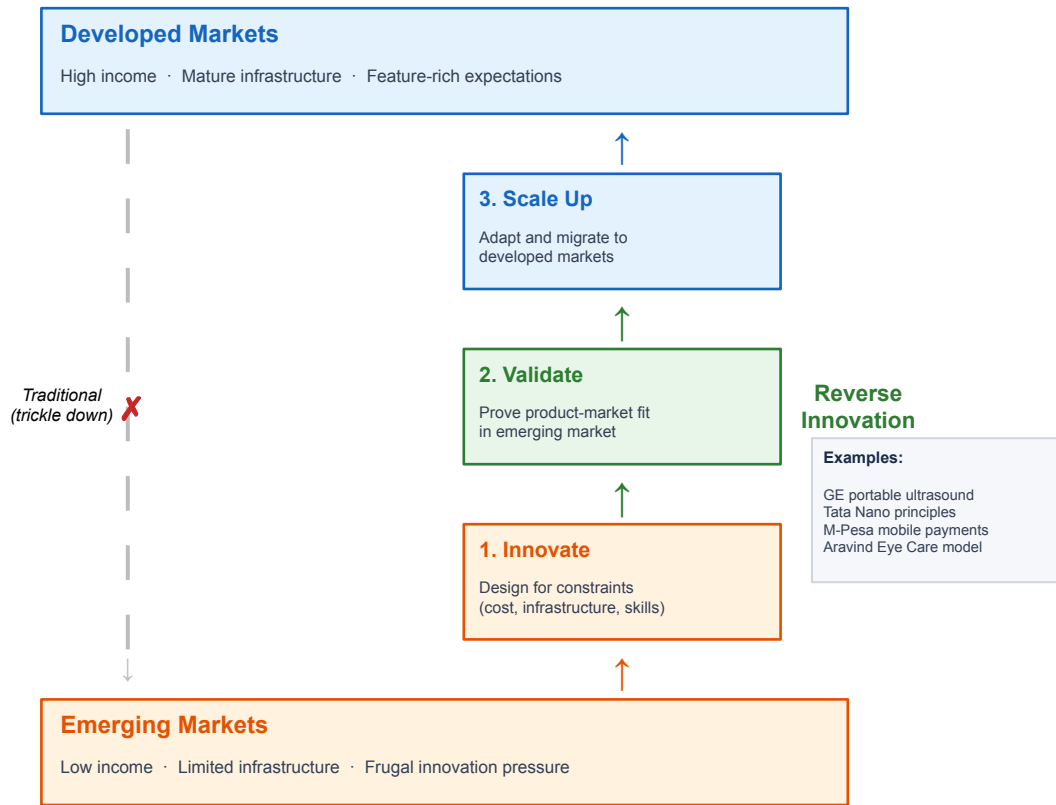 Developed Markets
High income · Mature infrastructure · Feature-rich expectations
3. Scale Up
Adapt and migrate to
developed markets
2. Validate
Prove product-market fit
in emerging market
Traditional
(trickle down)
✗
Reverse
Innovation
Examples:
GE portable ultrasound
Tata Nano principles
M-Pesa mobile payments
Aravind Eye Care model
1. Innovate
Design for constraints
(cost, infrastructure, skills)
Emerging Markets
Low income · Limited infrastructure · Frugal innovation pressure